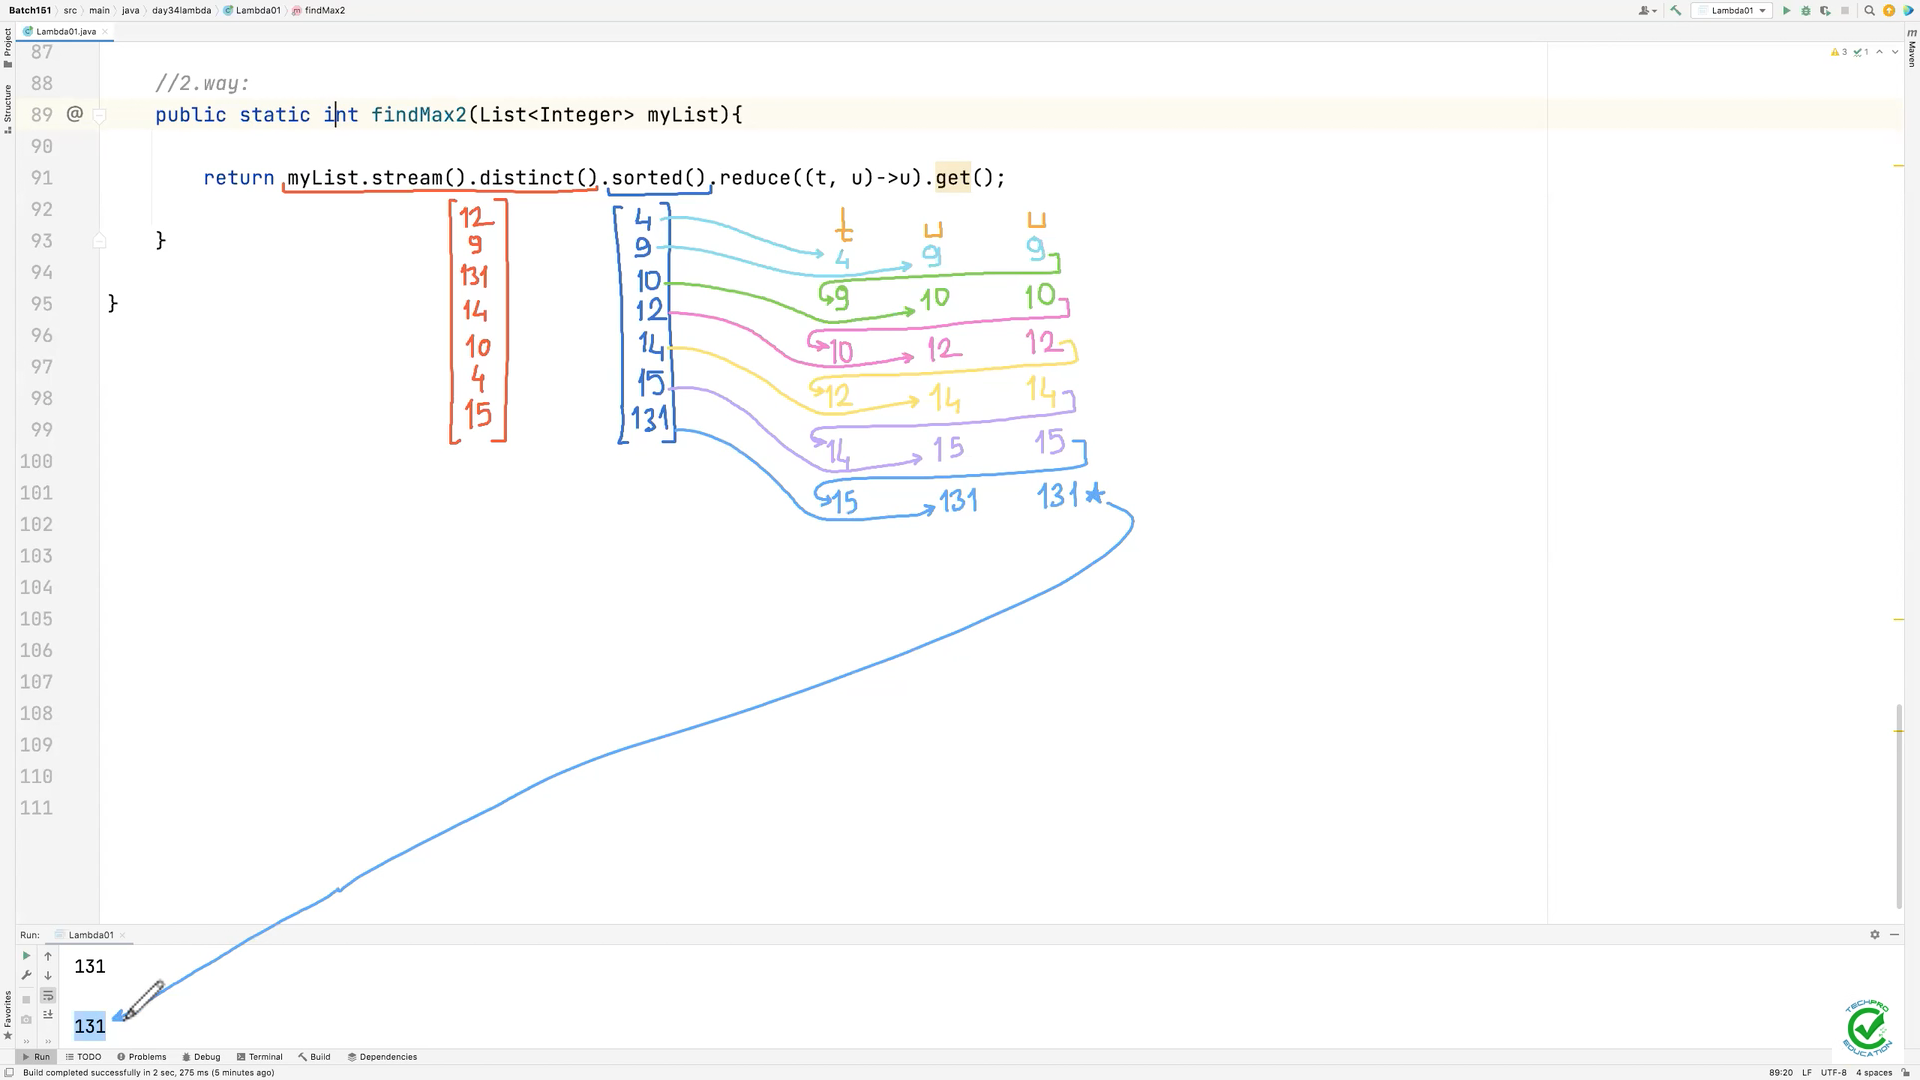 Batch151 src main java day34lambda Lambda01 findMax2
Lambda01
Lambda01.java
Project
Structure
Favorites
Maven
3 1
87
88 //2.way:
89 @ public static int findMax2(List<Integer> myList){
90
91 return myList.stream().distinct().sorted().reduce((t, u)->u).get();
92
93 }
94
95 }
96
97
98
99
100
101
102
103
104
105
106
107
108
109
110
111
12
9
131
14
10
4
15
4
9
10
12
14
15
131
t u u
4 9 9
9 10 10
10 12 12
12 14 14
14 15 15
15 131 131
Run: Lambda01
131
131
TECHPRO
EDUCATION
Run TODO Problems Debug Terminal Build Dependencies
Build completed successfully in 2 sec, 275 ms (5 minutes ago)
89:20 LF UTF-8 4 spaces